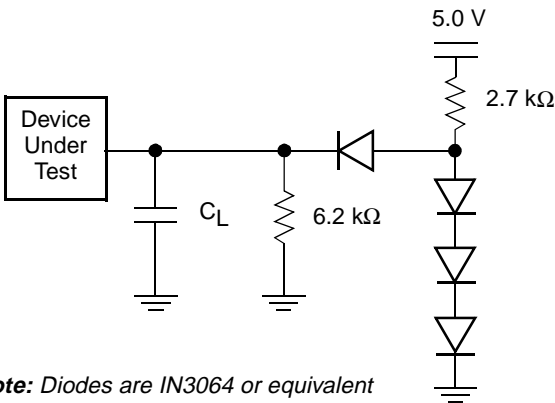 5.0 V
2.7 kΩ
Device
Under
Test
CL
6.2 kΩ
ote: Diodes are IN3064 or equivalent